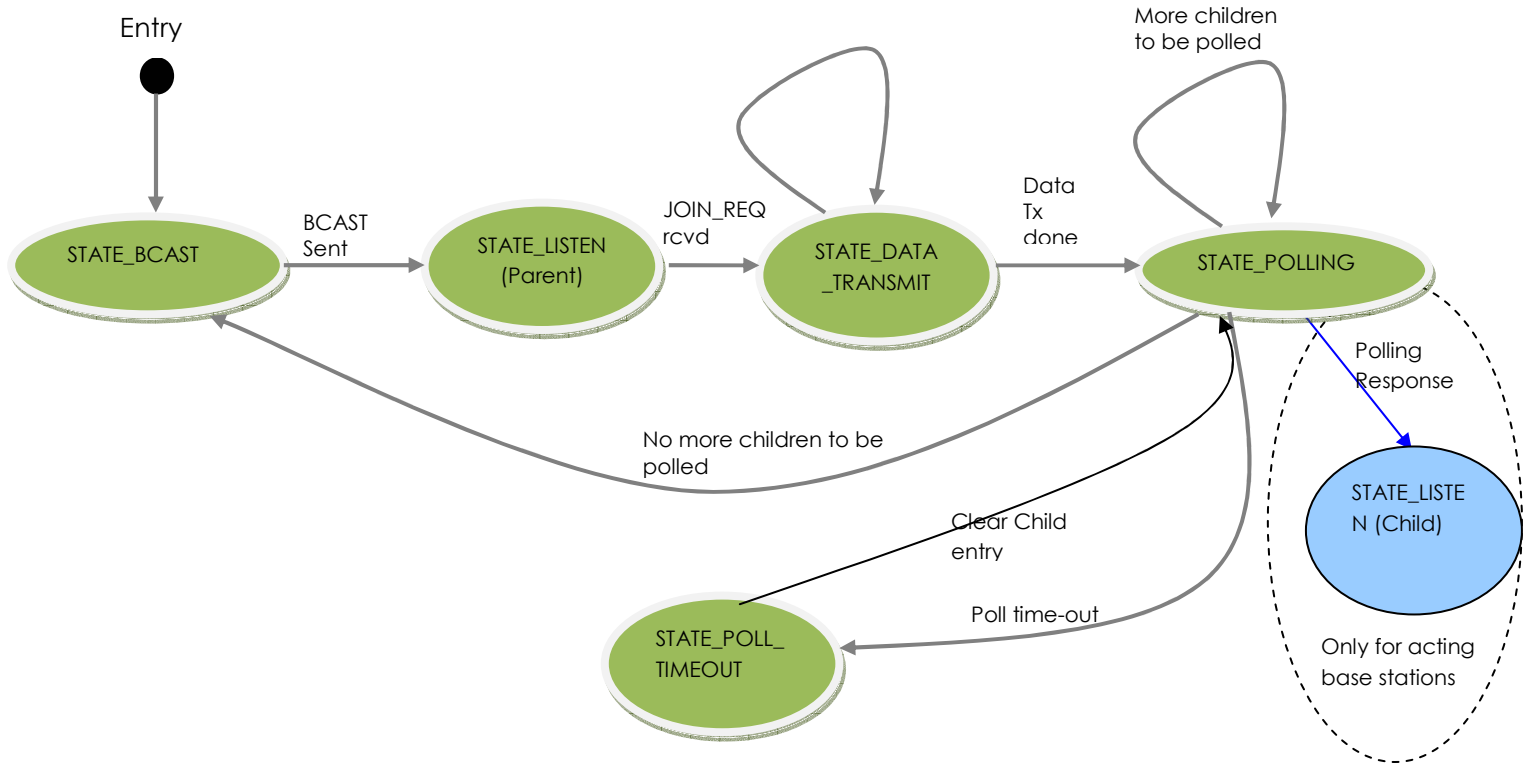 Entry
More children
to be polled
STATE_BCAST
BCAST
Sent
STATE_LISTEN
(Parent)
JOIN_REQ
rcvd
STATE_DATA
_TRANSMIT
Data
Tx
done
STATE_POLLING
Polling
Response
No more children to be
polled
Clear Child
entry
STATE_LISTE
N (Child)
Poll time-out
STATE_POLL_
TIMEOUT
Only for acting
base stations